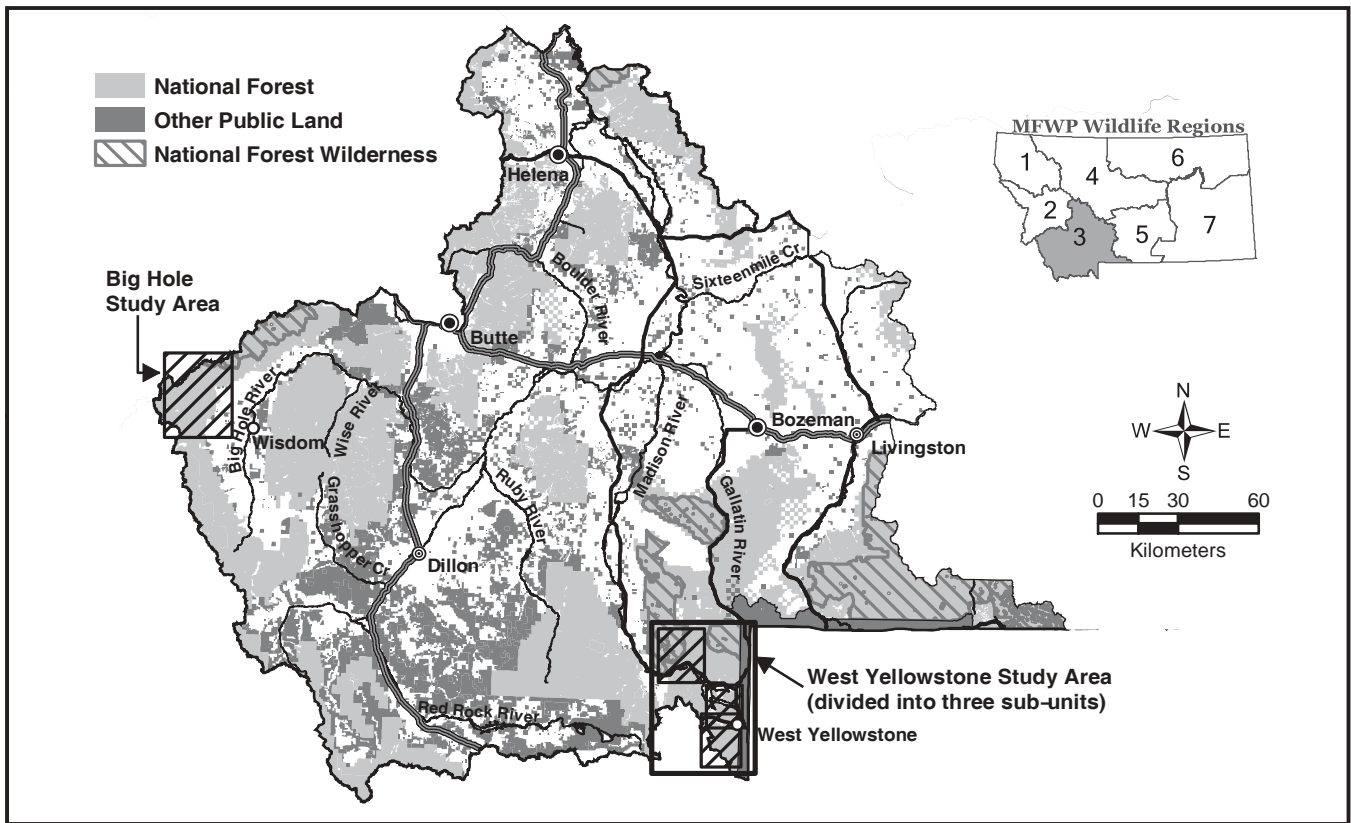 National Forest
Other Public Land
National Forest Wilderness
MFWP Wildlife Regions
1
2
3
4
5
6
7
Helena
Boulder River
Sixteenmile Cr.
Big Hole
Study Area
Butte
Big Hole River
Wise River
Wisdom
Madison River
Bozeman
Livingston
N
W
E
S
Grasshopper Cr.
Ruby River
Gallatin River
0 15 30 60
Kilometers
Dillon
West Yellowstone Study Area
(divided into three sub-units)
Red Rock River
West Yellowstone